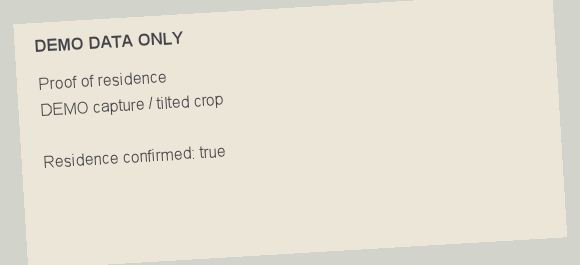 DEMO DATA ONLY
Proof of residence
DEMO capture / tilted crop
Residence confirmed: true